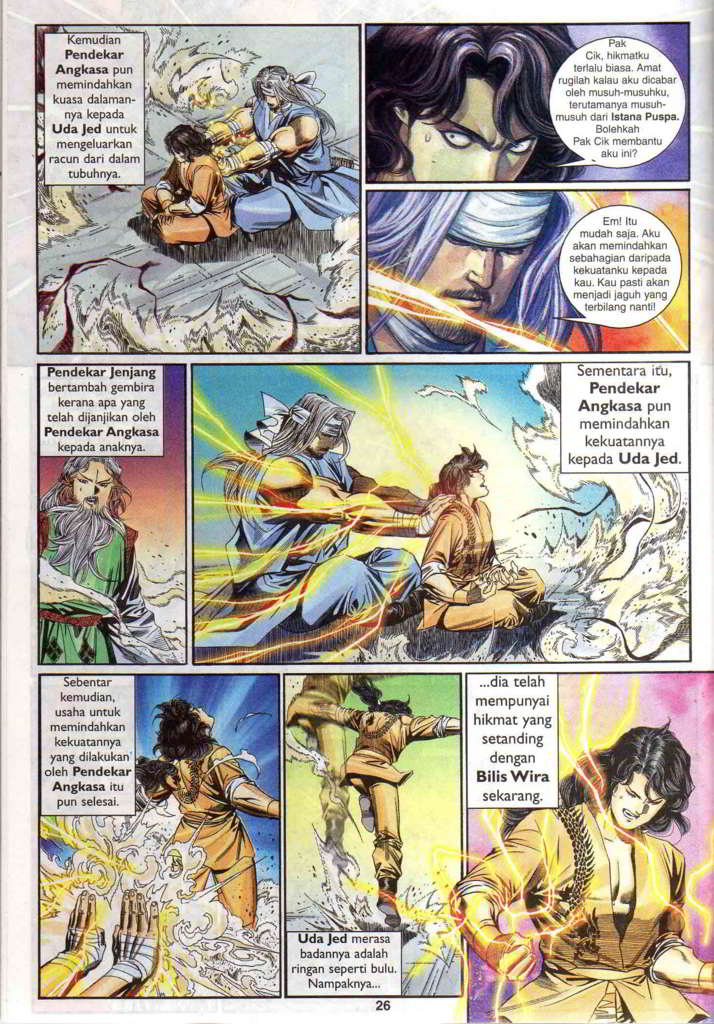 Kemudian
Pendekar
Angkasa pun
memindahkan
kuasa dalaman-
nya kepada
Uda Jed untuk
mengeluarkan
racun dari dalam
tubuhnya.
Pak
Cik, hikmatku
terlalu biasa. Amat
rugilah kalau aku dicabar
oleh musuh-musuhku,
terutamanya musuh-
musuh dari Istana Puspa.
Bolehkah
Pak Cik membantu
aku ini?
Em! Itu
mudah saja. Aku
akan memindahkan
sebahagian daripada
kekuatanku kepada
kau. Kau pasti akan
menjadi jaguh yang
terbilang nanti!
Pendekar Jenjang
bertambah gembira
kerana apa yang
telah dijanjikan oleh
Pendekar Angkasa
kepada anaknya.
Sementara itu,
Pendekar
Angkasa pun
memindahkan
kekuatannya
kepada Uda Jed.
Sebentar
kemudian,
usaha untuk
memindahkan
kekuatannya
yang dilakukan
oleh Pendekar
Angkasa itu
pun selesai.
Uda Jed merasa
badannya adalah
ringan seperti bulu.
Nampaknya...
...dia telah
mempunyai
hikmat yang
setanding
dengan
Bilis Wira
sekarang.
26